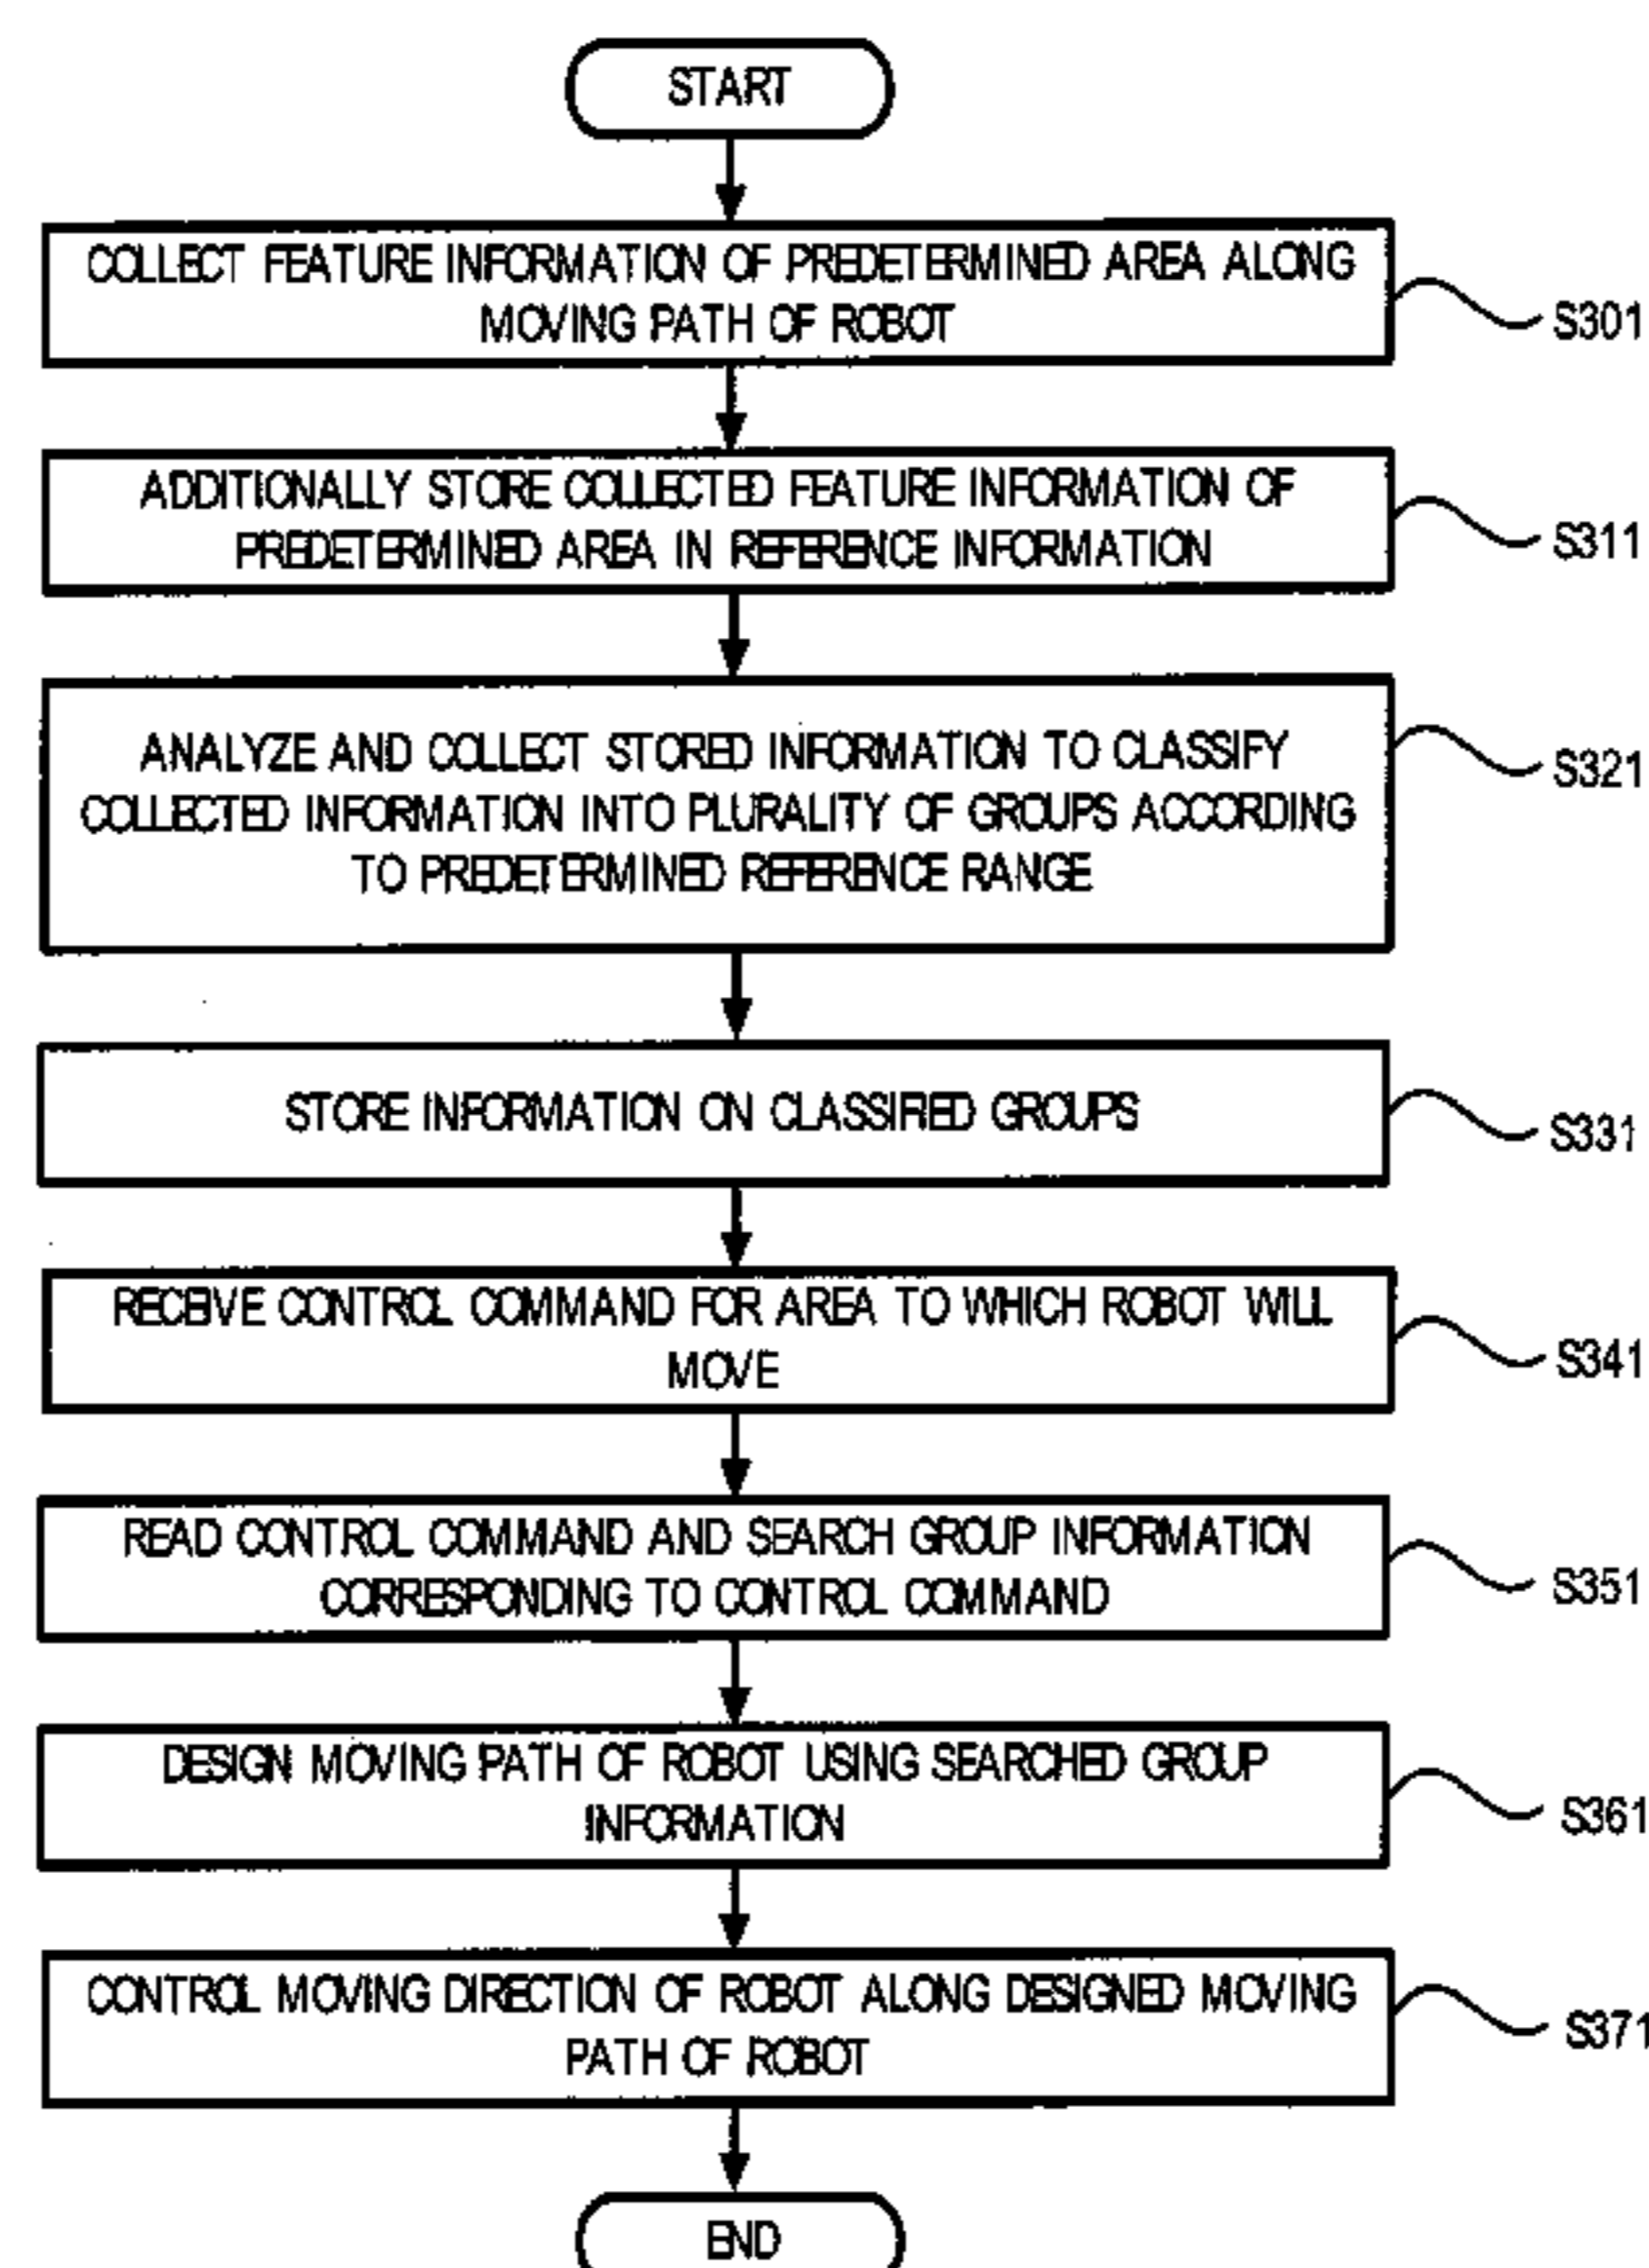 START
COLLECT FEATURE INFORMATION OF PREDETERMINED AREA ALONG
MOVING PATH OF ROBOT
S301
ADDITIONALLY STORE COLLECTED FEATURE INFORMATION OF
PREDETERMINED AREA IN REFERENCE INFORMATION
S311
ANALYZE AND COLLECT STORED INFORMATION TO CLASSIFY
COLLECTED INFORMATION INTO PLURALITY OF GROUPS ACCORDING
TO PREDETERMINED REFERENCE RANGE
S321
STORE INFORMATION ON CLASSIFIED GROUPS
S331
RECEIVE CONTROL COMMAND FOR AREA TO WHICH ROBOT WILL
MOVE
S341
READ CONTROL COMMAND AND SEARCH GROUP INFORMATION
CORRESPONDING TO CONTROL COMMAND
S351
DESIGN MOVING PATH OF ROBOT USING SEARCHED GROUP
INFORMATION
S361
CONTROL MOVING DIRECTION OF ROBOT ALONG DESIGNED MOVING
PATH OF ROBOT
S371
END